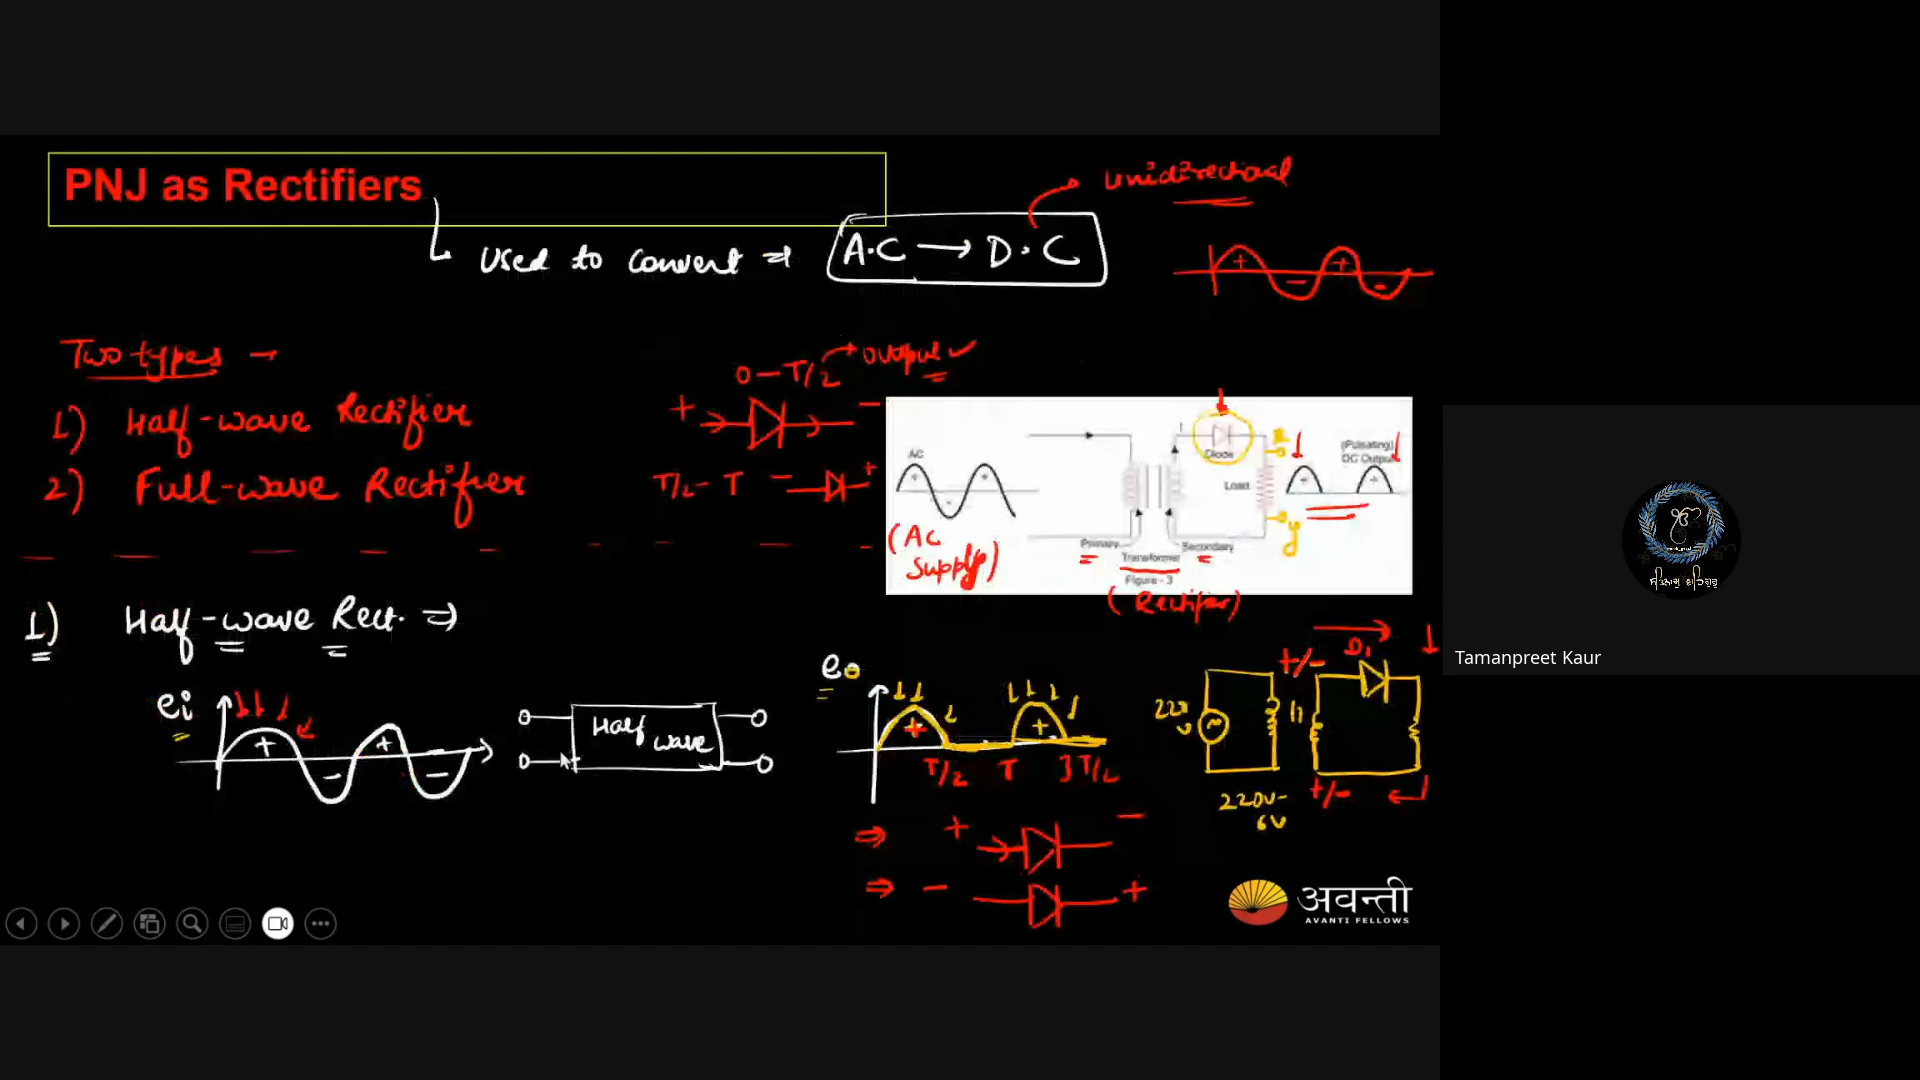 PNJ as Rectifiers
Unidirectional
Used to convert ⇒ A.C → D.C
+ - + -
Two types →
0 - T/2 → output ✓
1) Half-wave Rectifier
+ -
2) Full-wave Rectifier
T/2 - T - +
AC
+ - +
Diode
Load
(Pulsating)
DC Output
+ +
y
(AC
Supply)
Primary
Transformer
Secondary
Figure - 3
(Rectifier)
Tamanpreet Kaur
1) Half-wave Rect. ⇒
ei
+ - + -
Half wave
eo
+ +
T/2 T 3T/2
+/- D1
220V-
6V
+/-
⇒ + -
⇒ - +
अवन्ती
AVANTI FELLOWS